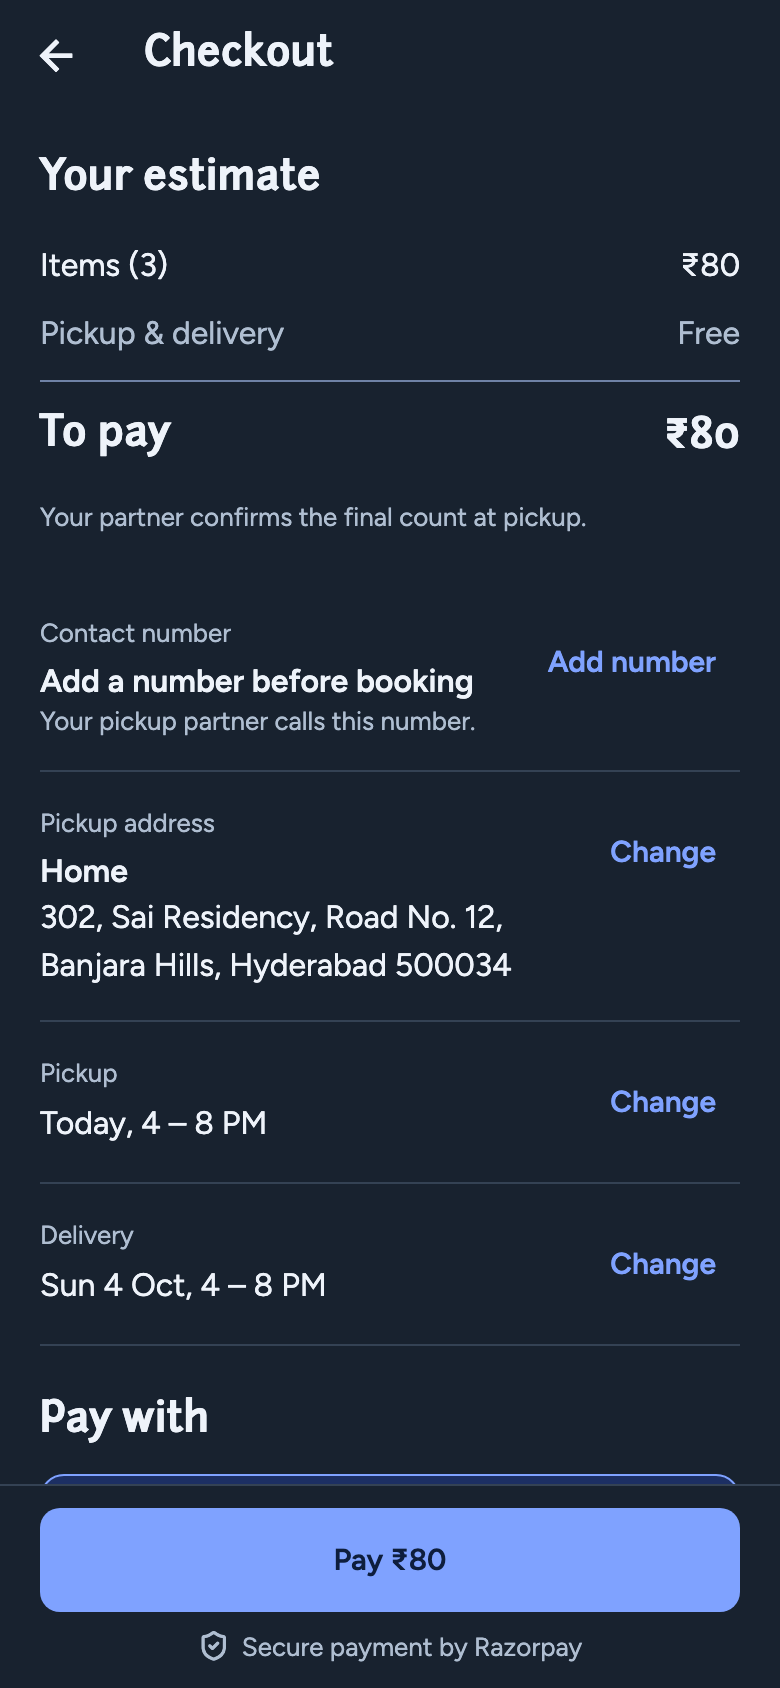 Checkout
Your estimate
Items (3) ₹80
Pickup & delivery Free
To pay ₹80
Your partner confirms the final count at pickup.
Contact number
Add a number before booking
Add number
Your pickup partner calls this number.
Pickup address
Change
Home
302, Sai Residency, Road No. 12,
Banjara Hills, Hyderabad 500034
Pickup
Change
Today, 4 – 8 PM
Delivery
Change
Sun 4 Oct, 4 – 8 PM
Pay with
Pay ₹80
Secure payment by Razorpay